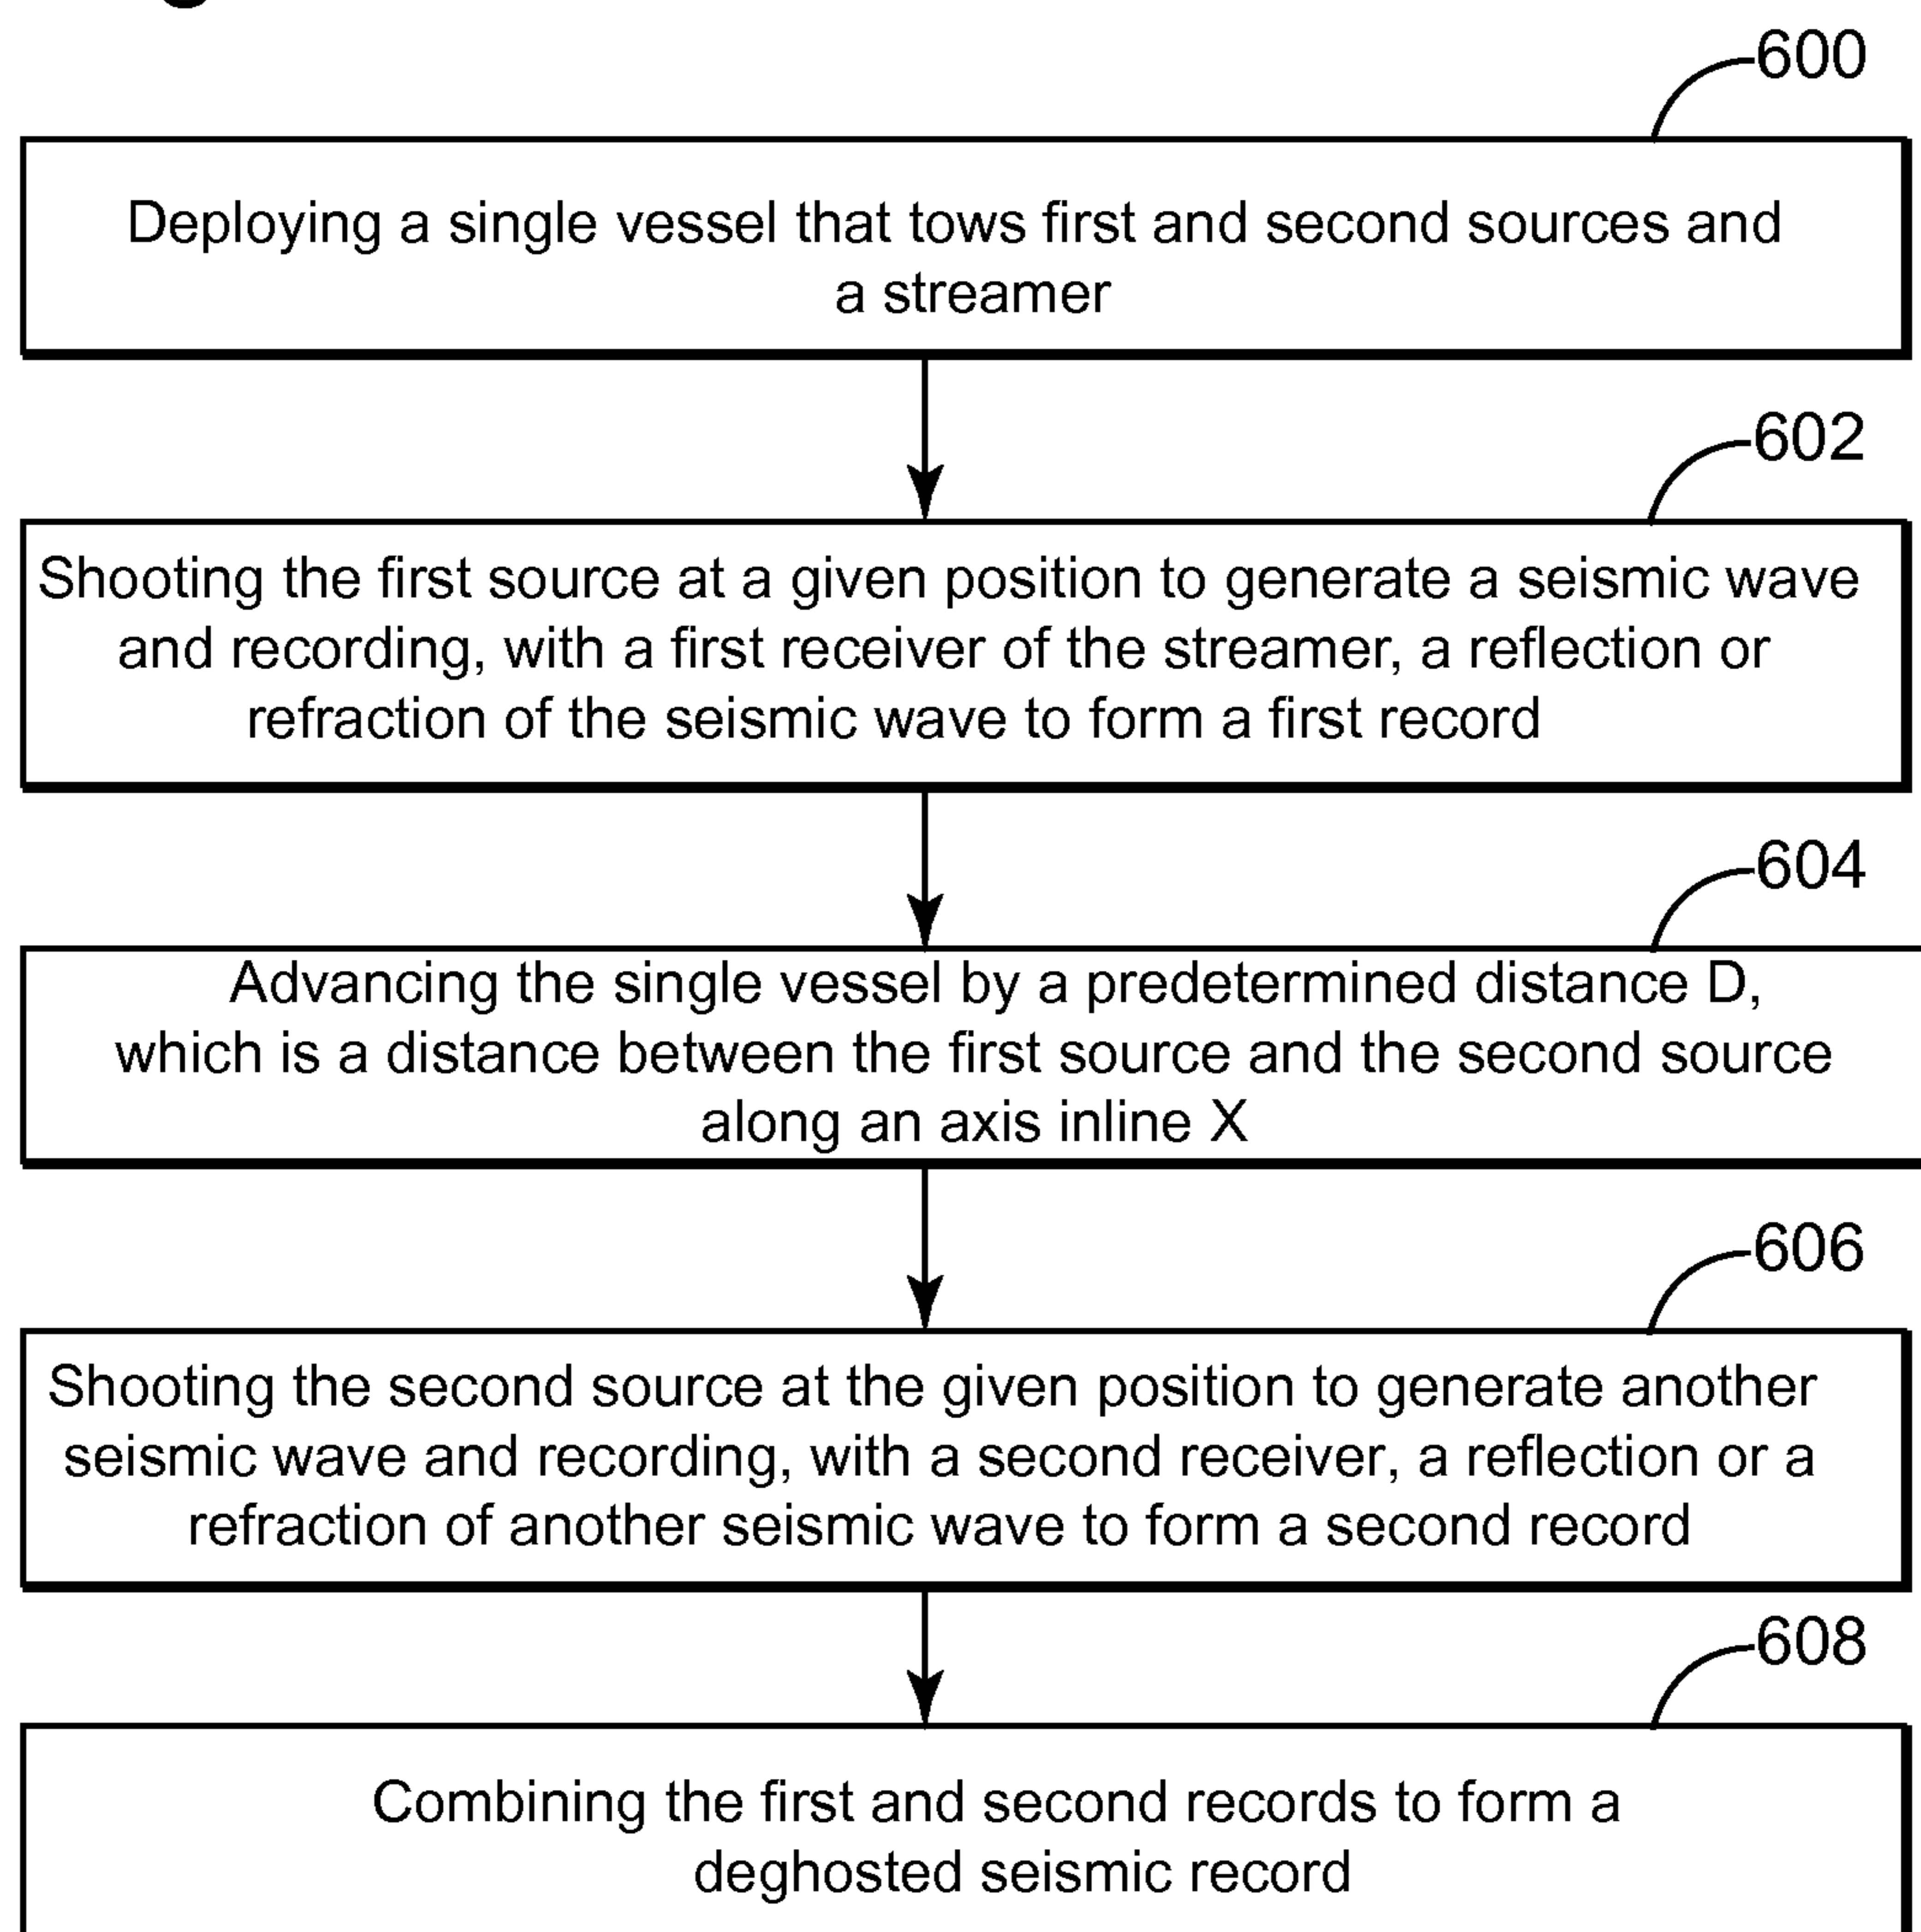 600
Deploying a single vessel that tows first and second sources and
a streamer
602
Shooting the first source at a given position to generate a seismic wave
and recording, with a first receiver of the streamer, a reflection or
refraction of the seismic wave to form a first record
604
Advancing the single vessel by a predetermined distance D,
which is a distance between the first source and the second source
along an axis inline X
606
Shooting the second source at the given position to generate another
seismic wave and recording, with a second receiver, a reflection or a
refraction of another seismic wave to form a second record
608
Combining the first and second records to form a
deghosted seismic record